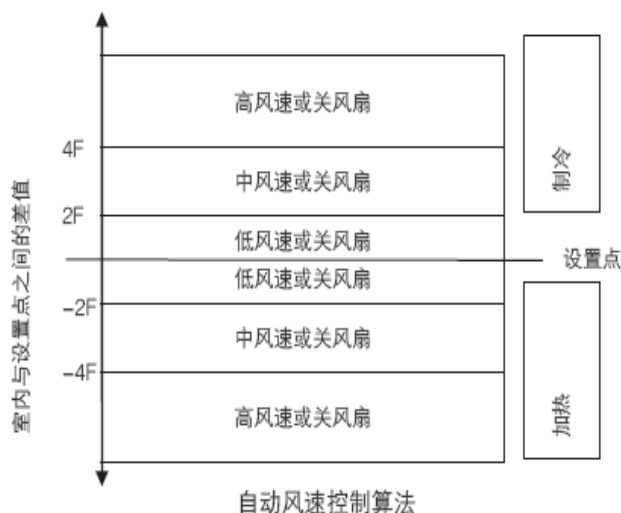 高风速或关风扇
4F
中风速或关风扇
制冷
2F
低风速或关风扇
设置点
低风速或关风扇
-2F
中风速或关风扇
-4F
高风速或关风扇
加热
室内与设置点之间的差值
自动风速控制算法